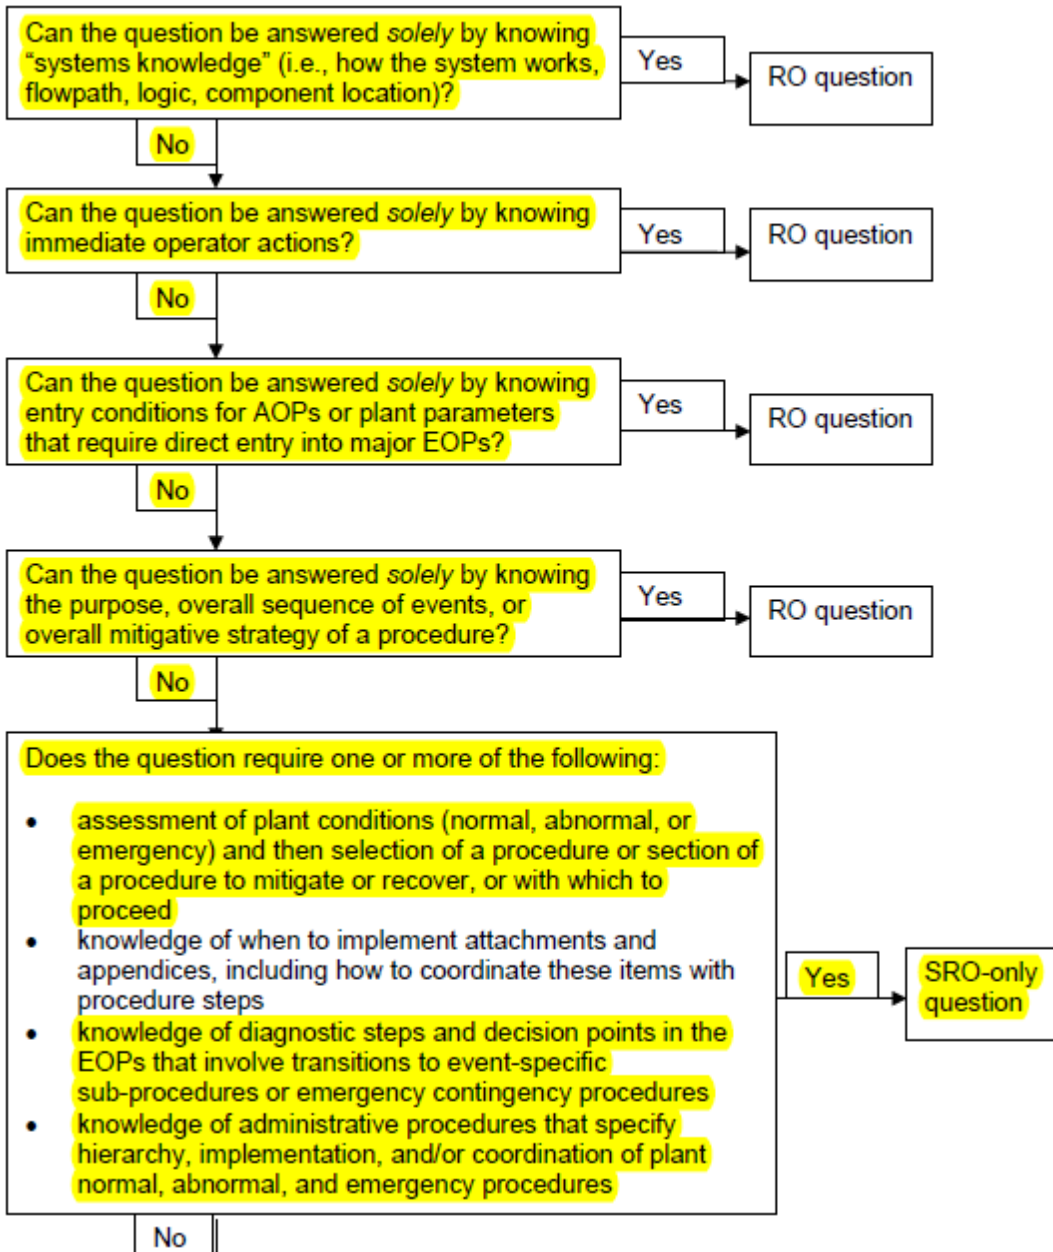 Can the question be answered solely by knowing
“systems knowledge” (i.e., how the system works,
flowpath, logic, component location)?
Yes
RO question
No
Can the question be answered solely by knowing
immediate operator actions?
Yes
RO question
No
Can the question be answered solely by knowing
entry conditions for AOPs or plant parameters
that require direct entry into major EOPs?
Yes
RO question
No
Can the question be answered solely by knowing
the purpose, overall sequence of events, or
overall mitigative strategy of a procedure?
Yes
RO question
No
Does the question require one or more of the following:
• assessment of plant conditions (normal, abnormal, or
emergency) and then selection of a procedure or section of
a procedure to mitigate or recover, or with which to
proceed
• knowledge of when to implement attachments and
appendices, including how to coordinate these items with
procedure steps
• knowledge of diagnostic steps and decision points in the
EOPs that involve transitions to event-specific
sub-procedures or emergency contingency procedures
• knowledge of administrative procedures that specify
hierarchy, implementation, and/or coordination of plant
normal, abnormal, and emergency procedures
Yes
SRO-only
question
No